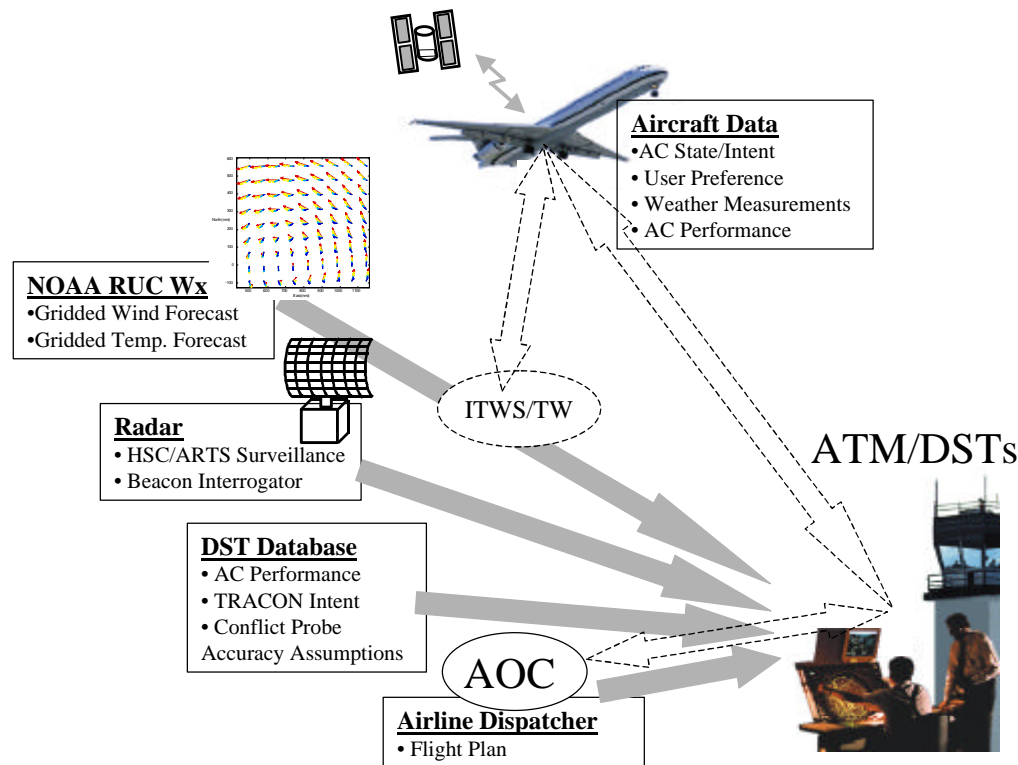 Aircraft Data
•AC State/Intent
• User Preference
• Weather Measurements
• AC Performance
NOAA RUC Wx
•Gridded Wind Forecast
•Gridded Temp. Forecast
ITWS/TW
Radar
• HSC/ARTS Surveillance
• Beacon Interrogator
ATM/DSTs
DST Database
• AC Performance
• TRACON Intent
• Conflict Probe
Accuracy Assumptions
AOC
Airline Dispatcher
• Flight Plan